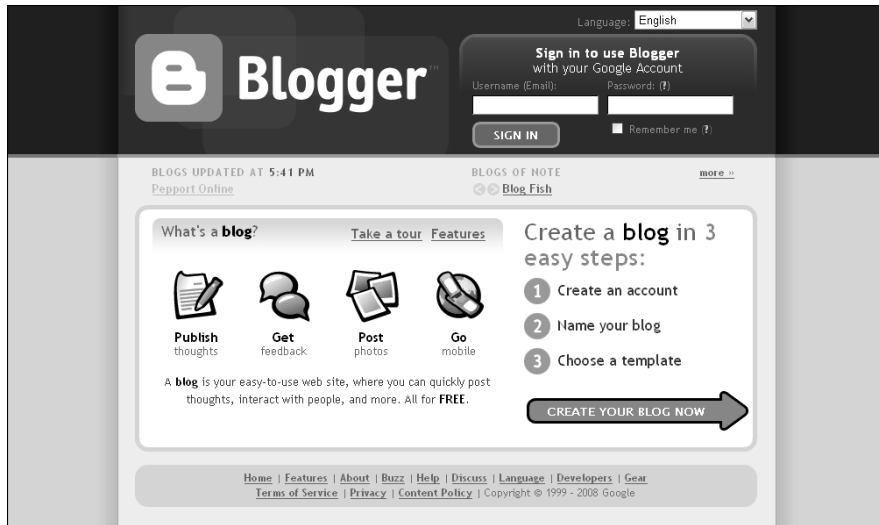 Language: English
Blogger™
Sign in to use Blogger
with your Google Account
Username (Email): Password: (?)
SIGN IN Remember me (?)
BLOGS UPDATED AT 5:41 PM BLOGS OF NOTE more »
Pepport Online Blog Fish
What's a blog? Take a tour Features
Create a blog in 3
easy steps:
1 Create an account
2 Name your blog
3 Choose a template
Publish Get Post Go
thoughts feedback photos mobile
A blog is your easy-to-use web site, where you can quickly post
thoughts, interact with people, and more. All for FREE.
CREATE YOUR BLOG NOW
Home | Features | About | Buzz | Help | Discuss | Language | Developers | Gear
Terms of Service | Privacy | Content Policy | Copyright © 1999 - 2008 Google